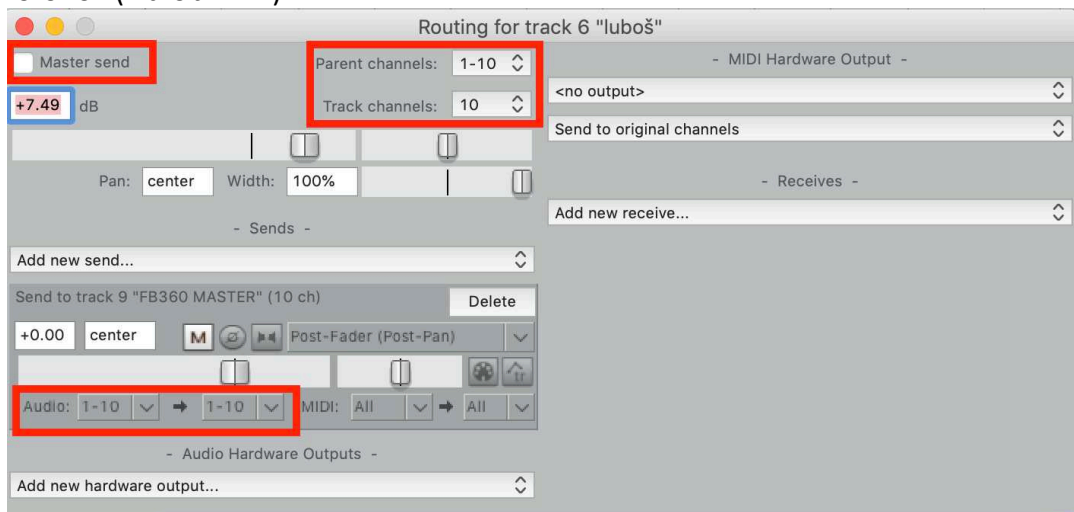 Routing for track 6 "luboš"
Master send
Parent channels: 1-10
+7.49 dB
Track channels: 10
Pan: center Width: 100%
- Sends -
Add new send...
Send to track 9 "FB360 MASTER" (10 ch) Delete
+0.00 center M Post-Fader (Post-Pan)
tr
Audio: 1-10 → 1-10 MIDI: All → All
- Audio Hardware Outputs -
Add new hardware output...
- MIDI Hardware Output -
<no output>
Send to original channels
- Receives -
Add new receive...